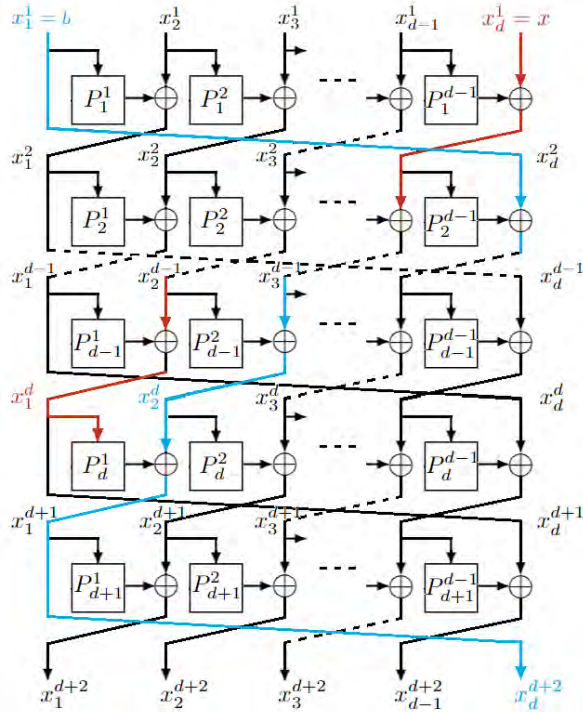 x_1^1 = b x_2^1 x_3^1 x_{d-1}^1 x_d^1 = x
P_1^1 P_1^2 P_1^{d-1}
x_1^2 x_2^2 x_3^2 x_d^2
P_2^1 P_2^2 P_2^{d-1}
x_1^{d-1} x_2^{d-1} x_3^{d-1} x_d^{d-1}
P_{d-1}^1 P_{d-1}^2 P_{d-1}^{d-1}
x_1^d x_2^d x_3^d x_d^d
P_d^1 P_d^2 P_d^{d-1}
x_1^{d+1} x_2^{d+1} x_3^{d+1} x_d^{d+1}
P_{d+1}^1 P_{d+1}^2 P_{d+1}^{d-1}
x_1^{d+2} x_2^{d+2} x_3^{d+2} x_{d-1}^{d+2} x_d^{d+2}